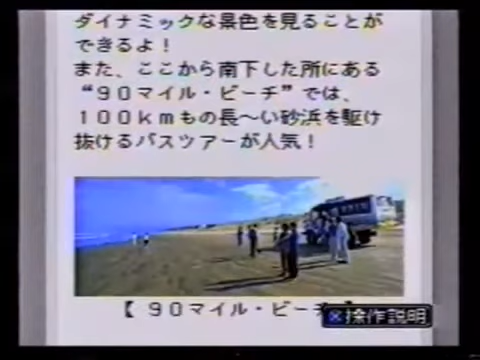 ダイナミックな景色を見ることが
できるよ！
また、ここから南下した所にある
“９０マイル・ビーチ”では、
１００ｋｍもの長〜い砂浜を駆け
抜けるバスツアーが人気！
【 ９０マイル・ビーチ 】
※操作説明